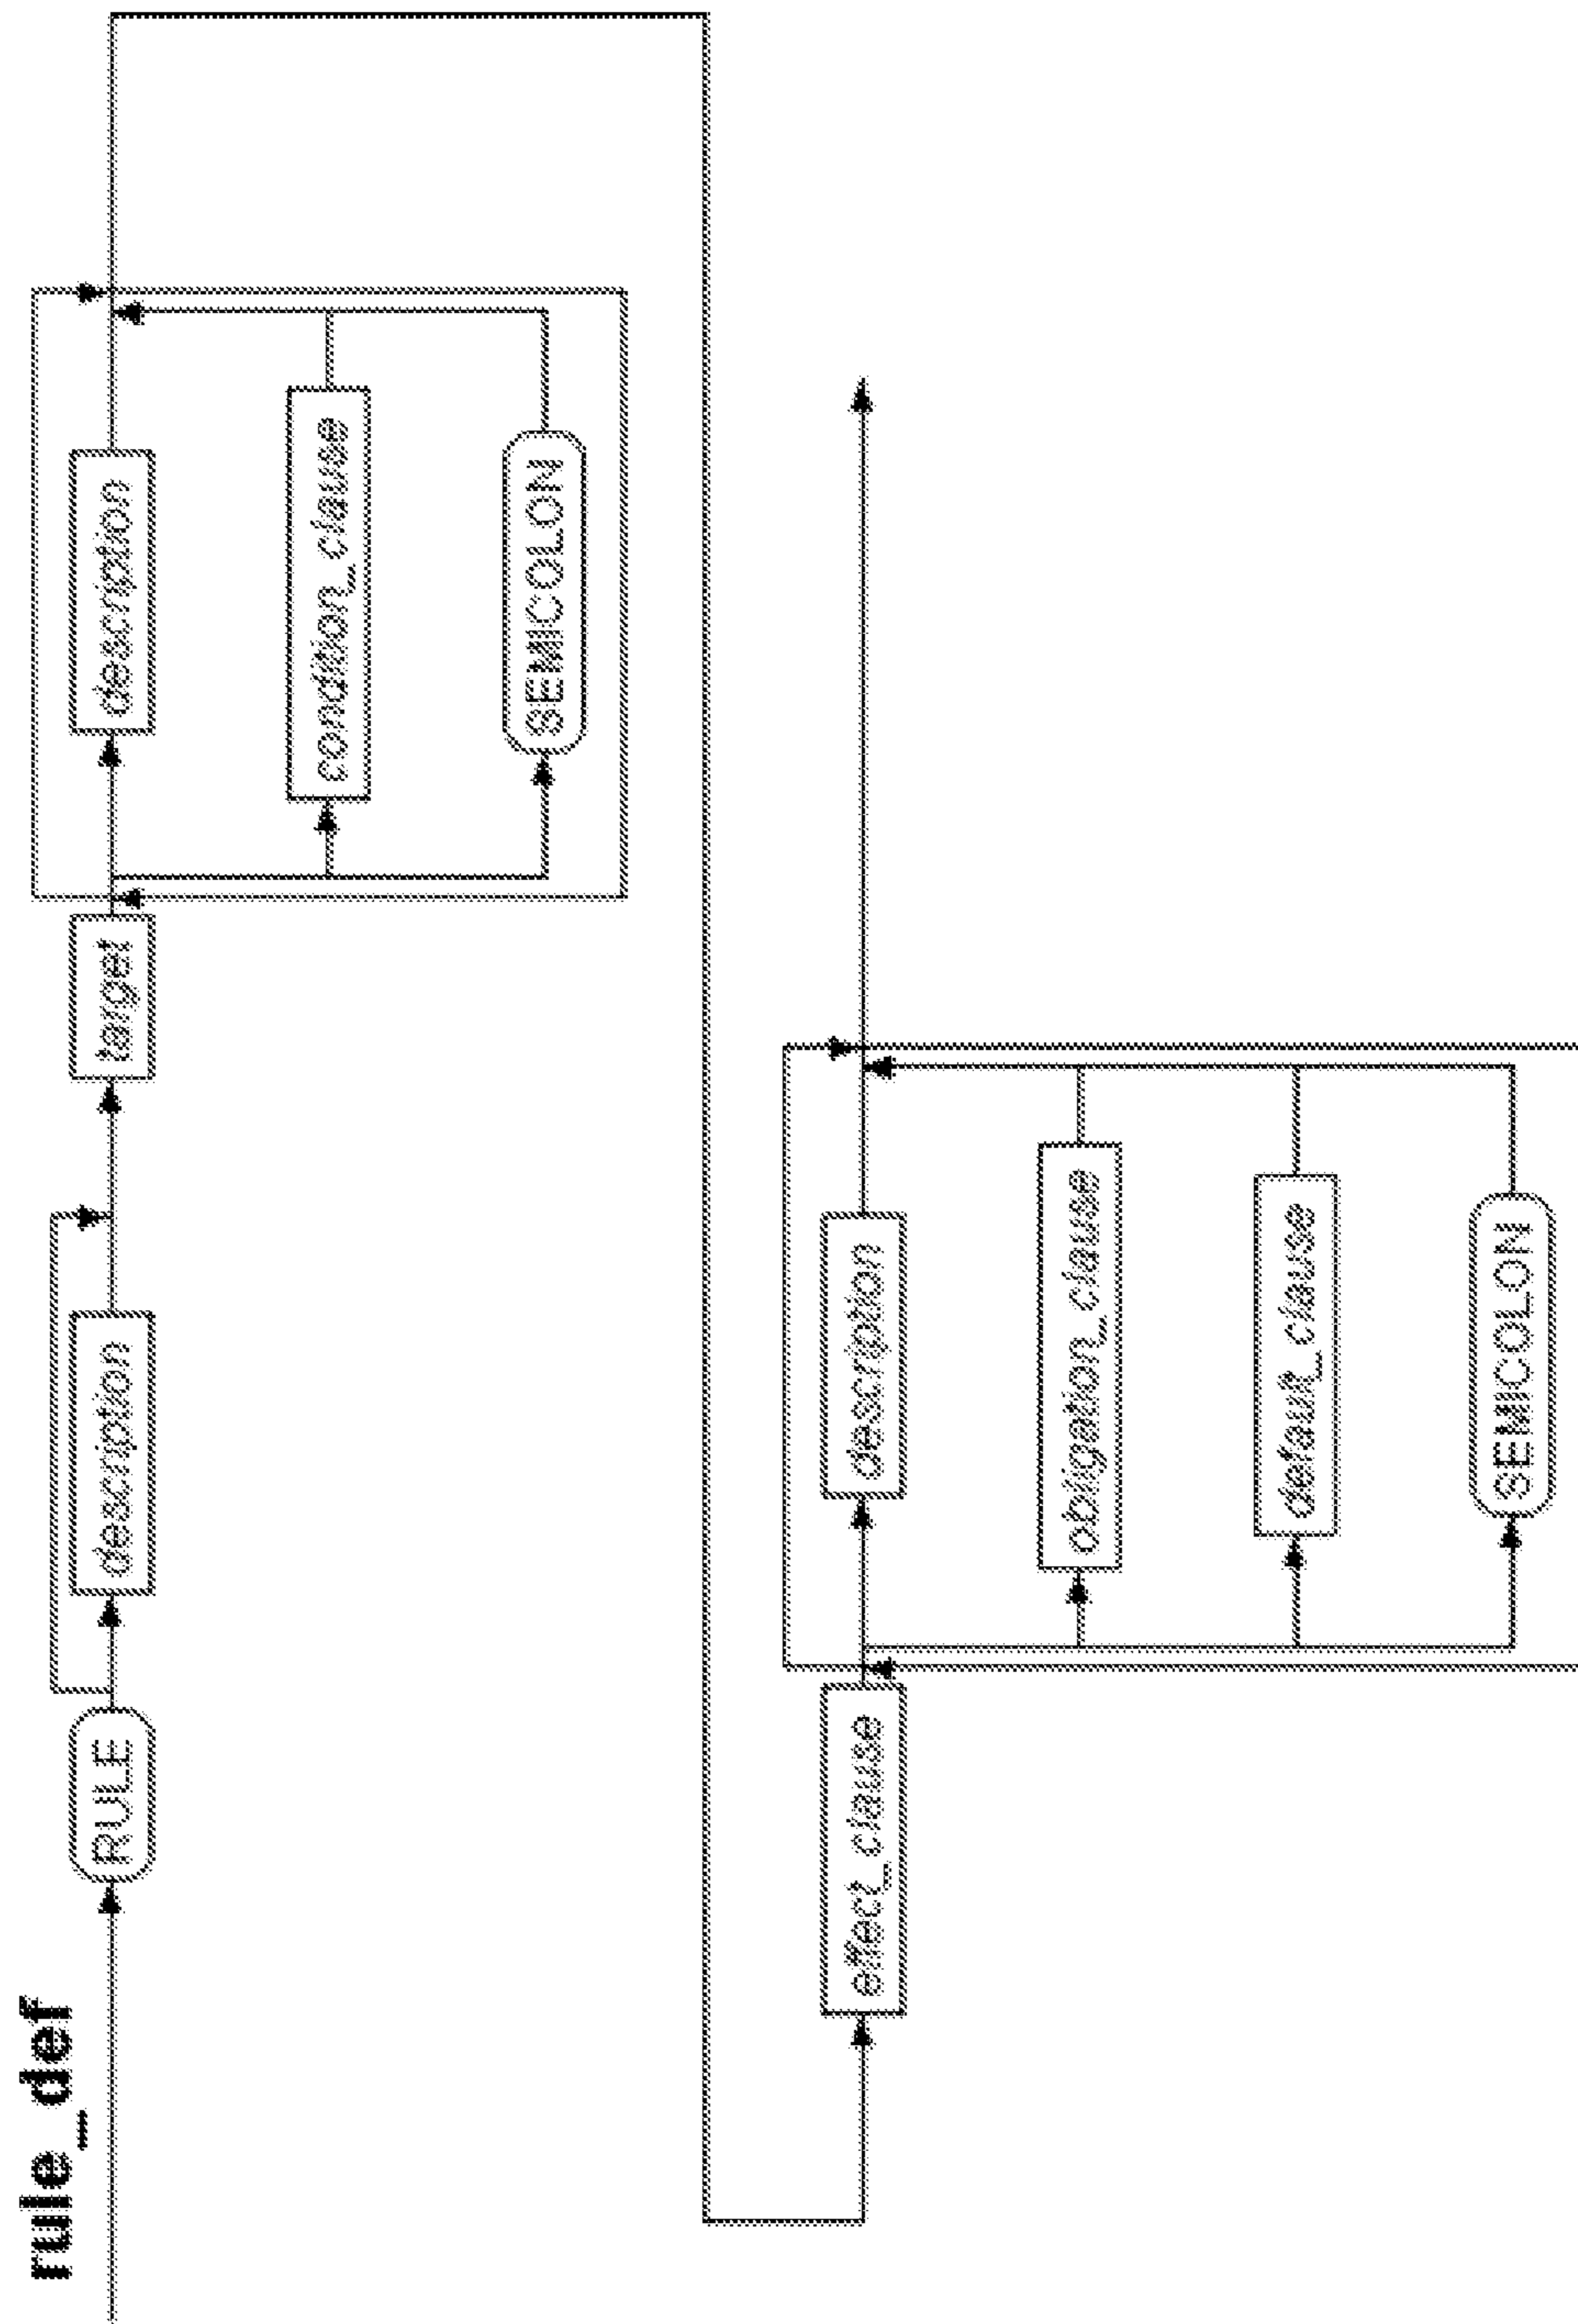 rule_def
RULE
description
target
description
condition_clause
SEMICOLON
effect_clause
description
obligation_clause
default_clause
SEMICOLON